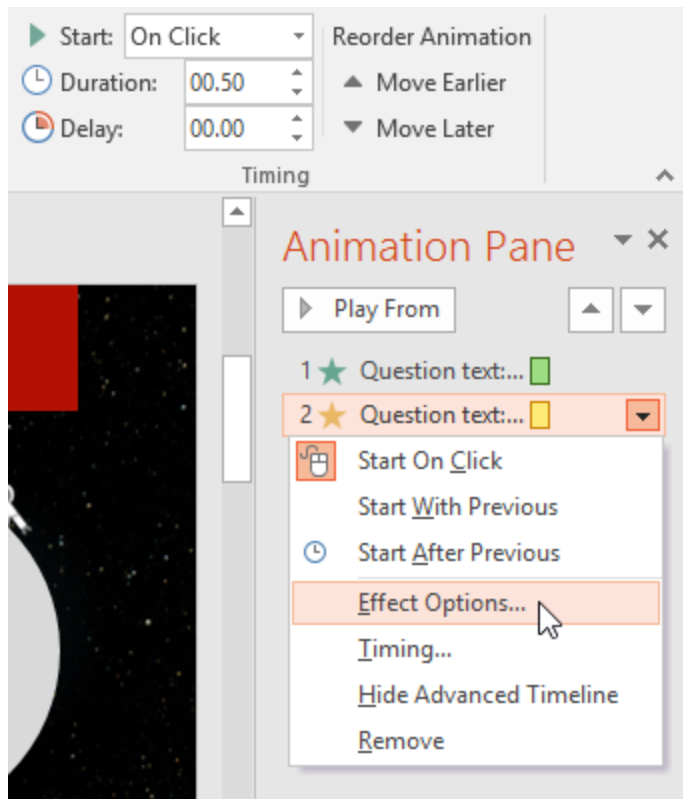 Start: On Click Reorder Animation
Duration: 00.50 Move Earlier
Delay: 00.00 Move Later
Timing
Animation Pane
Play From
1 Question text:...
2 Question text:...
Start On Click
Start With Previous
Start After Previous
Effect Options...
Timing...
Hide Advanced Timeline
Remove